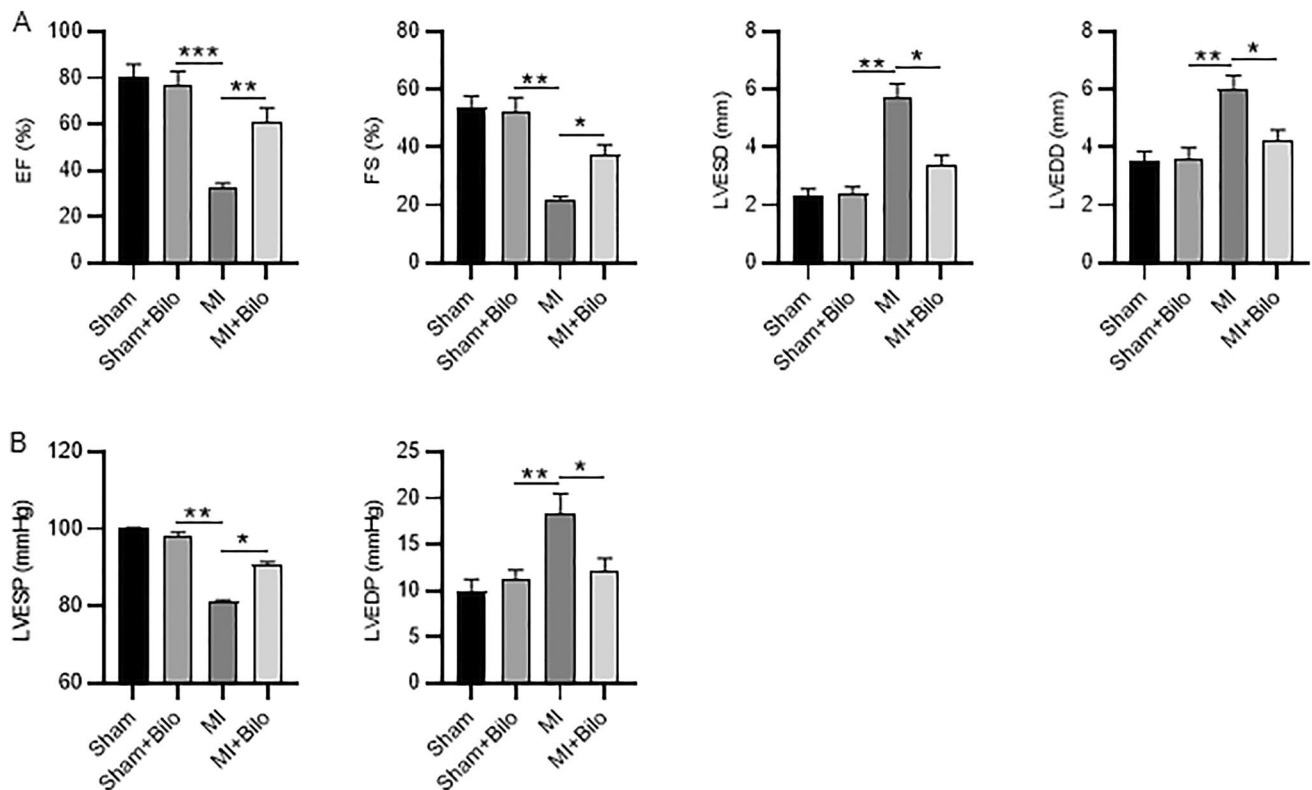 A
EF (%)
100
80
60
40
20
0
***
**
Sham
Sham+Bilo
MI
MI+Bilo
FS (%)
80
60
40
20
0
**
*
Sham
Sham+Bilo
MI
MI+Bilo
LVESD (mm)
8
6
4
2
0
**
*
Sham
Sham+Bilo
MI
MI+Bilo
LVEDD (mm)
8
6
4
2
0
**
*
Sham
Sham+Bilo
MI
MI+Bilo
B
LVESP (mmHg)
120
100
80
60
**
*
Sham
Sham+Bilo
MI
MI+Bilo
LVEDP (mmHg)
25
20
15
10
5
0
**
*
Sham
Sham+Bilo
MI
MI+Bilo